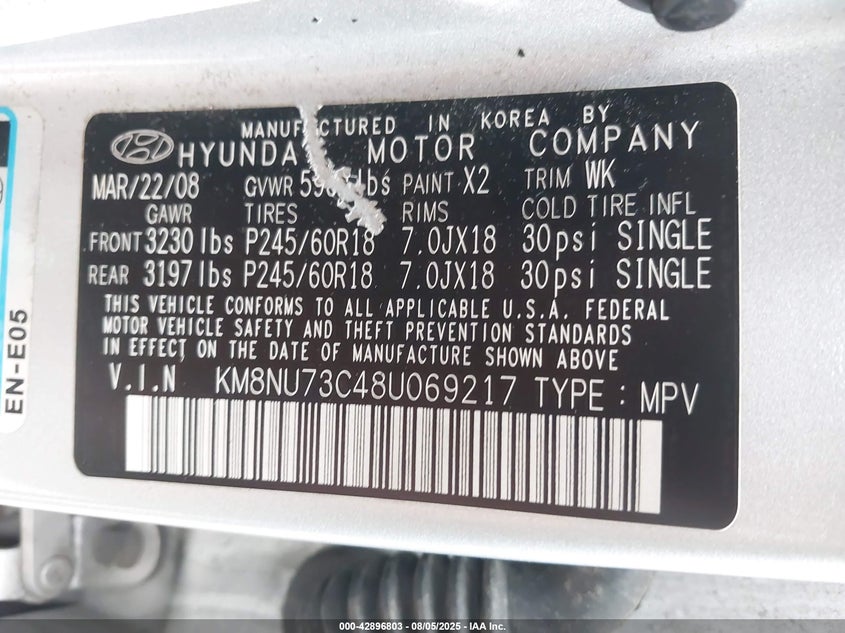 MANUFACTURED IN KOREA BY
HYUNDAI MOTOR COMPANY
MAR/22/08 GVWR lbs PAINT X2 TRIM WK
GAWR TIRES RIMS COLD TIRE INFL
FRONT 3230 lbs P245/60R18 7.0JX18 30psi SINGLE
REAR 3197 lbs P245/60R18 7.0JX18 30psi SINGLE
THIS VEHICLE CONFORMS TO ALL APPLICABLE U.S.A. FEDERAL
MOTOR VEHICLE SAFETY AND THEFT PREVENTION STANDARDS
IN EFFECT ON THE DATE OF MANUFACTURE SHOWN ABOVE
V.I.N KM8NU73C48U069217 TYPE : MPV
EN-E05
000-42896803 - 08/05/2025 - IAA Inc.